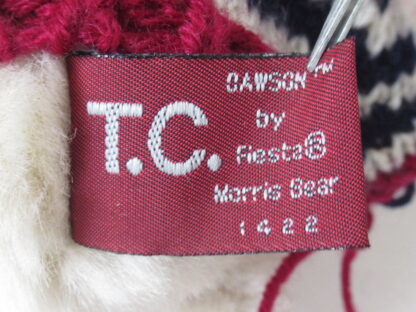 T.C.
DAWSON™
by
Fiesta®
Morris Bear
1422